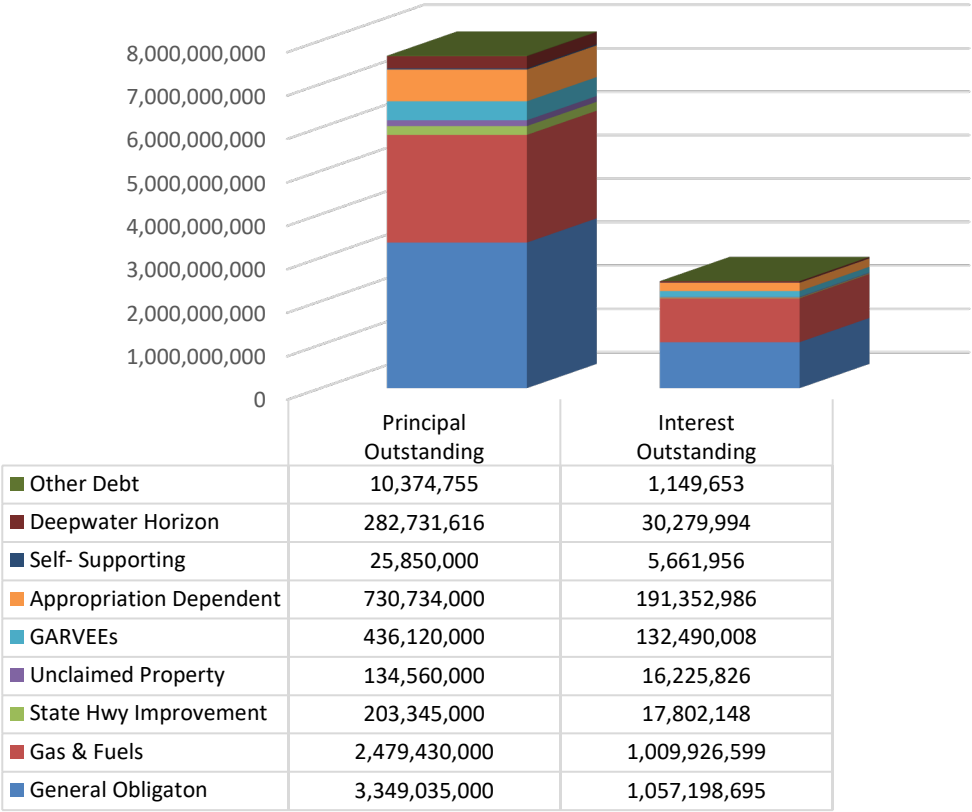 8,000,000,000
7,000,000,000
6,000,000,000
5,000,000,000
4,000,000,000
3,000,000,000
2,000,000,000
1,000,000,000
0
Principal Outstanding Interest Outstanding
Other Debt 10,374,755 1,149,653
Deepwater Horizon 282,731,616 30,279,994
Self- Supporting 25,850,000 5,661,956
Appropriation Dependent 730,734,000 191,352,986
GARVEEs 436,120,000 132,490,008
Unclaimed Property 134,560,000 16,225,826
State Hwy Improvement 203,345,000 17,802,148
Gas & Fuels 2,479,430,000 1,009,926,599
General Obligaton 3,349,035,000 1,057,198,695